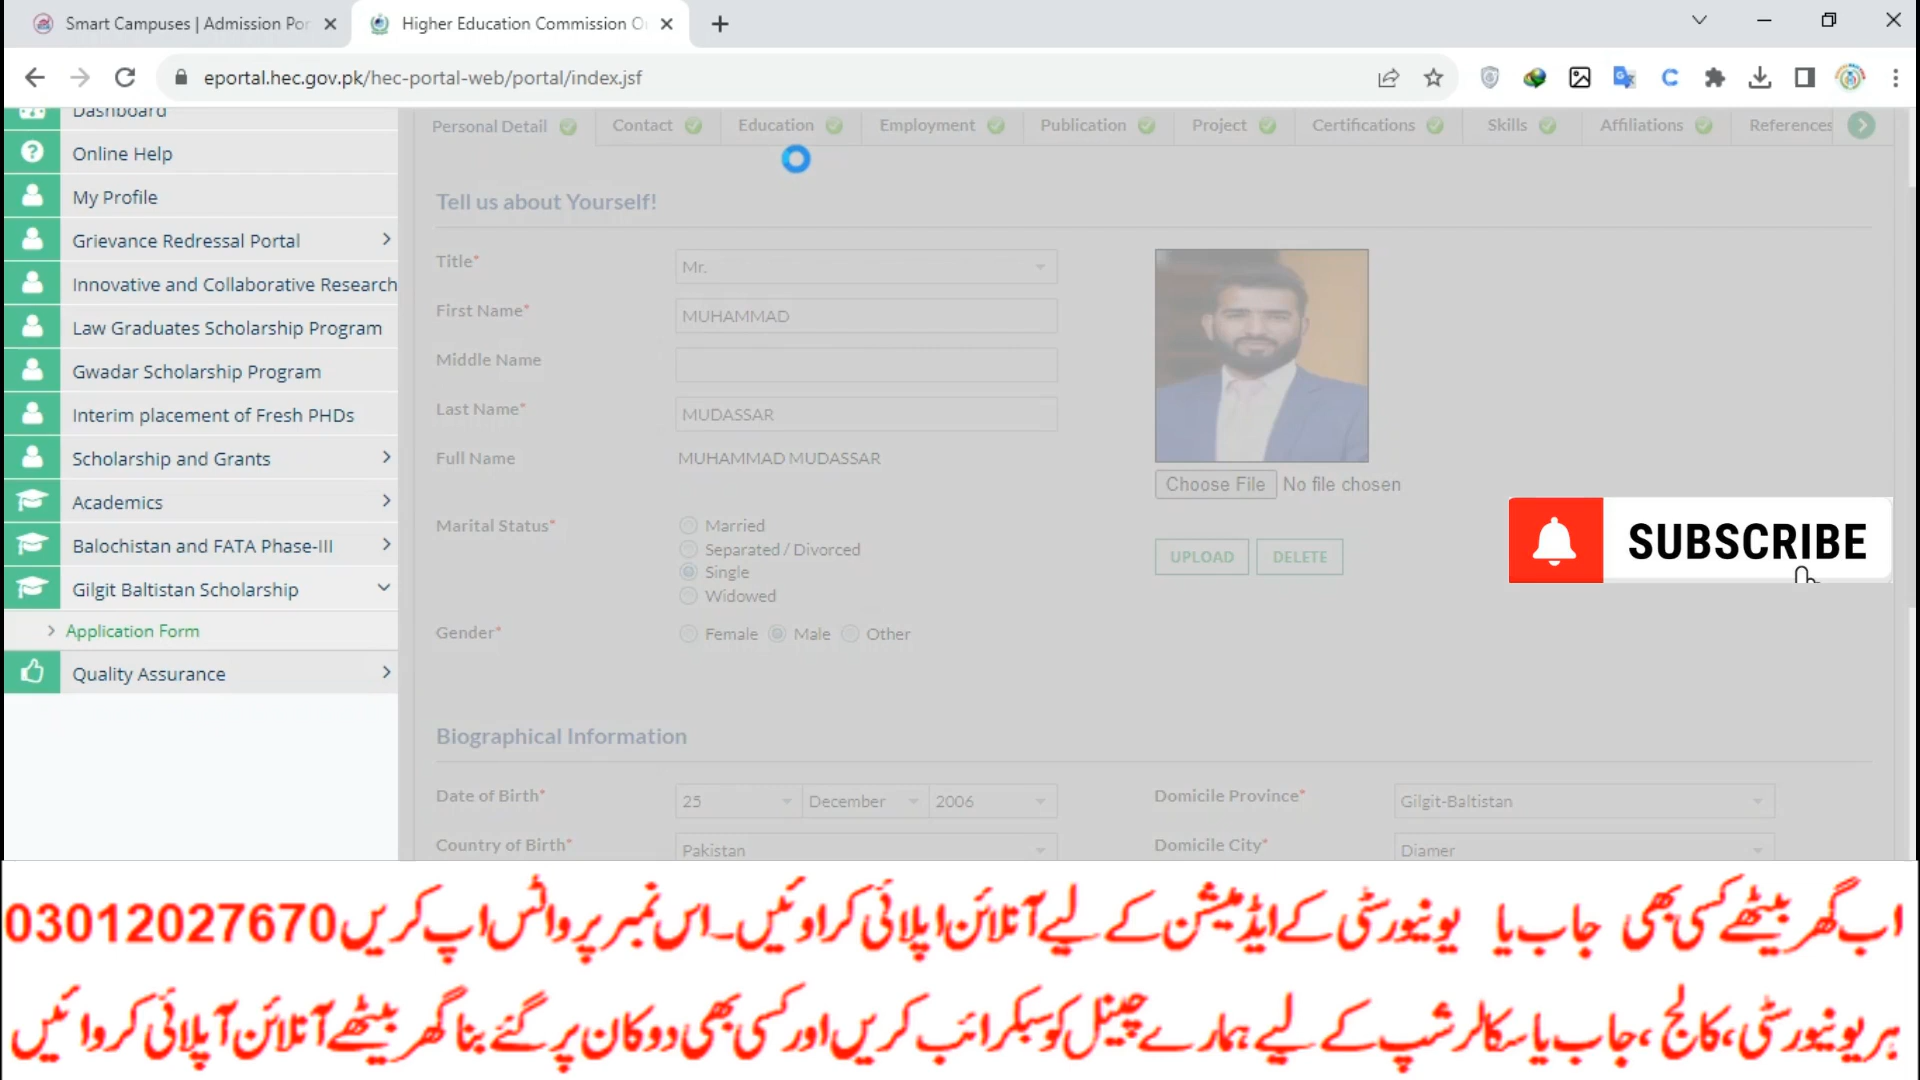 Smart Campuses | Admission Por
Higher Education Commission O
eportal.hec.gov.pk/hec-portal-web/portal/index.jsf
Dashboard
Online Help
My Profile
Grievance Redressal Portal
Innovative and Collaborative Research
Law Graduates Scholarship Program
Gwadar Scholarship Program
Interim placement of Fresh PHDs
Scholarship and Grants
Academics
Balochistan and FATA Phase-III
Gilgit Baltistan Scholarship
Application Form
Quality Assurance
Personal Detail Contact Education Employment Publication Project Certifications Skills Affiliations References
Tell us about Yourself!
Title* Mr.
First Name* MUHAMMAD
Middle Name
Last Name* MUDASSAR
Full Name MUHAMMAD MUDASSAR
Choose File No file chosen
UPLOAD DELETE
Marital Status* Married
Separated / Divorced
Single
Widowed
Gender* Female Male Other
SUBSCRIBE
Biographical Information
Date of Birth* 25 December 2006 Domicile Province* Gilgit-Baltistan
Country of Birth* Pakistan Domicile City* Diamer
اب گھر بیٹھے کسی بھی جاب یا یونیورسٹی کے ایڈمیشن کے لیے آنلائن اپلائی کراوئیں۔ اس نمبر پر واٹس اپ کریں 03012027670
ہر یونیورسٹی، کالج ، جاب یا سکالرشپ کے لیے ہمارے چینل کو سبکرائب کریں اور کسی بھی دوکان پر گئے بنا گھر بیٹھے آنلائن آپلائی کروائیں